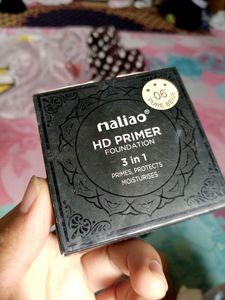 06
PURE BEIGE
maliao®
HD PRIMER
FOUNDATION
3 in 1
PRIMES, PROTECTS
MOISTURISES